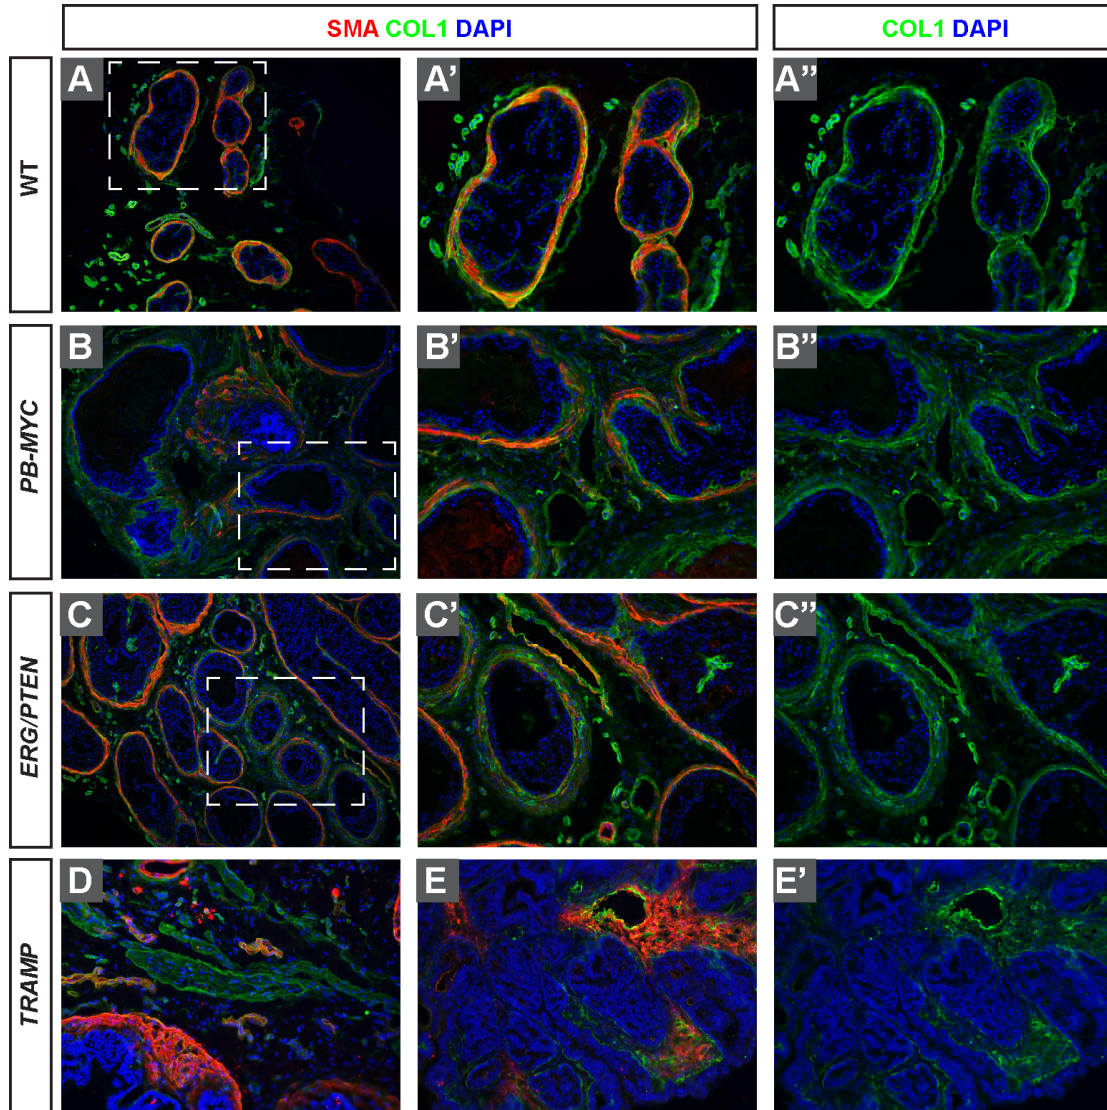 SMA COL1 DAPI
COL1 DAPI
WT
A
A’
A”
PB-MYC
B
B’
B”
ERG/PTEN
C
C’
C”
TRAMP
D
E
E’